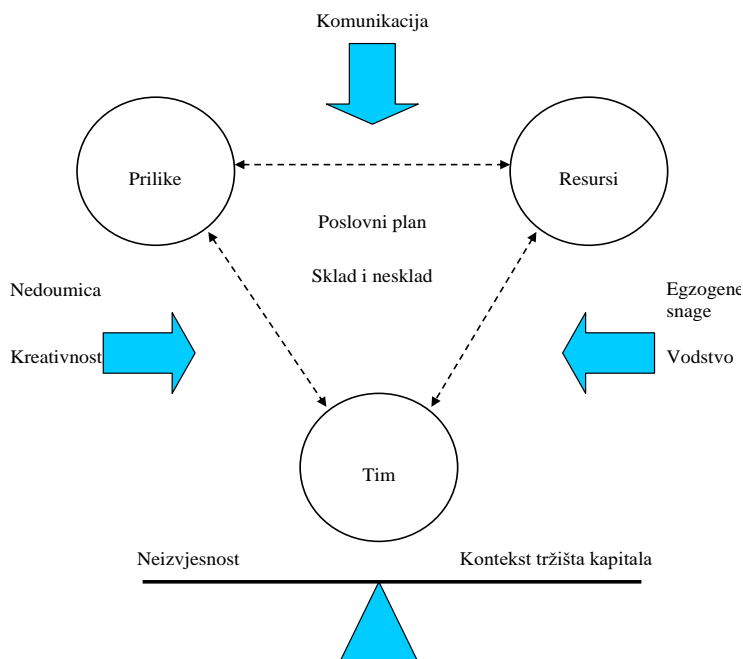 Komunikacija
Prilike
Resursi
Poslovni plan
Sklad i nesklad
Nedoumica
Egzogene
snage
Kreativnost
Vodstvo
Tim
Neizvjesnost
Kontekst tržišta kapitala